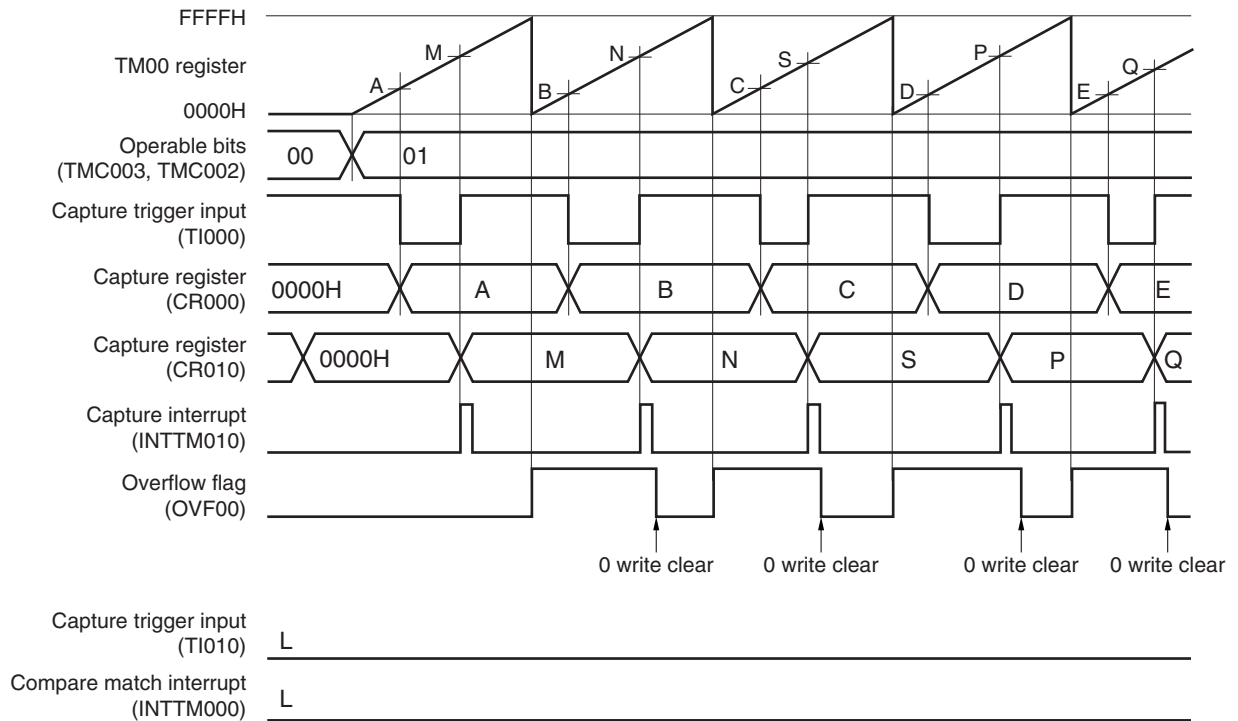 FFFFH
TM00 register
0000H
A M B N C S D P E Q
Operable bits
(TMC003, TMC002)
00 01
Capture trigger input
(TI000)
Capture register
(CR000)
0000H A B C D E
Capture register
(CR010)
0000H M N S P Q
Capture interrupt
(INTTM010)
Overflow flag
(OVF00)
0 write clear 0 write clear 0 write clear 0 write clear
Capture trigger input
(TI010)
L
Compare match interrupt
(INTTM000)
L